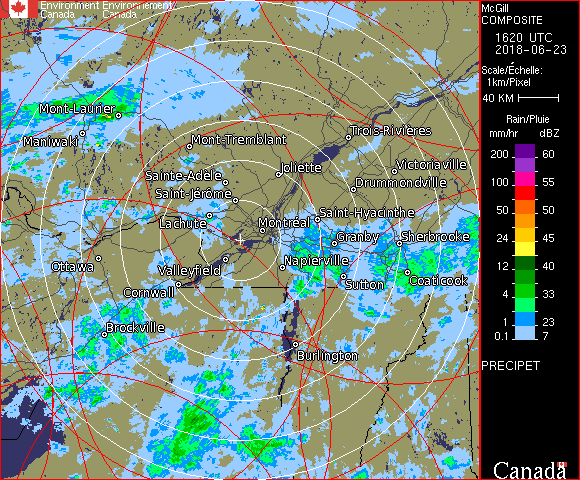 Environment Environnement
Canada Canada
McGill
COMPOSITE
1620 UTC
2018-06-23
Scale/Échelle:
1km/Pixel
40 KM
Rain/Pluie
mm/hr dBZ
200 60
100 55
50 50
24 45
12 40
4 33
1 23
0.1 7
PRECIPET
Canada
Mont-Laurier
Maniwaki
Mont-Tremblant
Trois-Rivières
Joliette
Victoriaville
Sainte-Adèle
Drummondville
Saint-Jérôme
Lachute
Saint-Hyacinthe
Montréal
Granby
Sherbrooke
Ottawa
Valleyfield
Napierville
Cornwall
Sutton
Coaticook
Brockville
Burlington